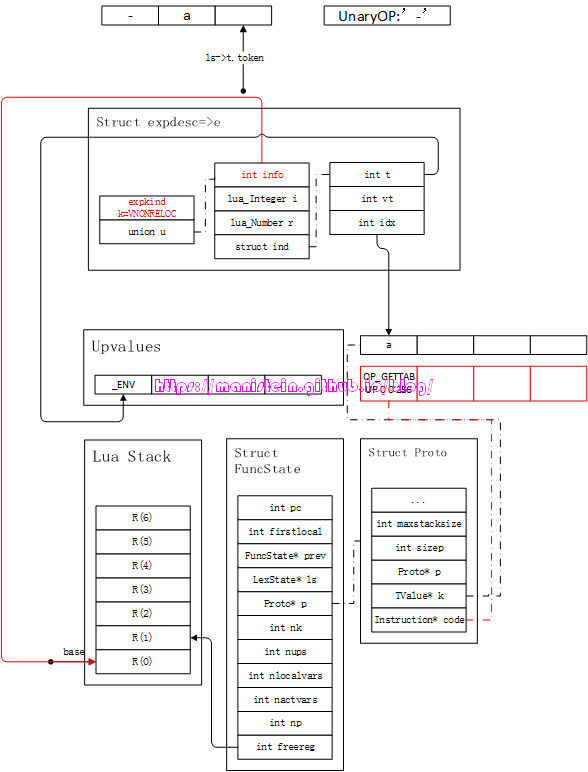 - a
UnaryOP:’ -’
ls->t.token
Struct expdesc=>e
int info
lua_Integer i
lua_Number r
struct ind
int t
int vt
int idx
expkind
k=VNONRELOC
union u
Upvalues
_ENV
a
OP_GETTAB
UP 0 0 256
https://manistein.github.io/blog/
Lua Stack
R(6)
R(5)
R(4)
R(3)
R(2)
R(1)
R(0)
base
Struct
FuncState
int pc
int firstlocal
FuncState* prev
LexState* ls
Proto* p
int nk
int nups
int nlocalvars
int nactvars
int np
int freereg
Struct Proto
...
int maxstacksize
int sizep
Proto* p
TValue* k
Instruction* code